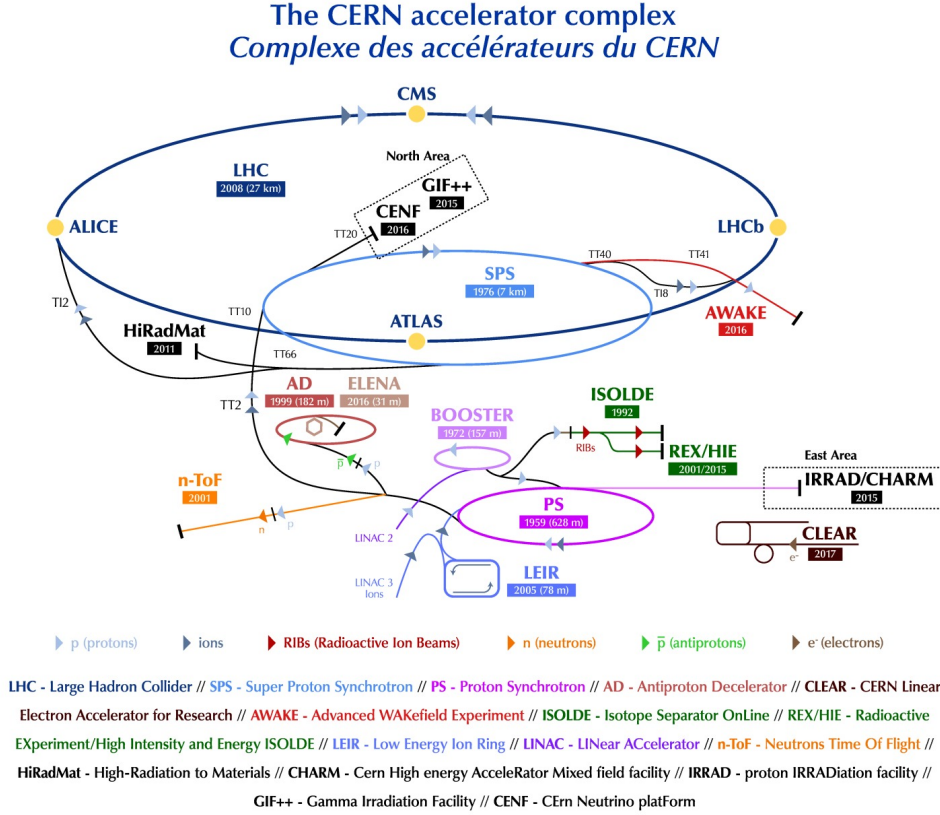 The CERN accelerator complex
Complexe des accélérateurs du CERN
CMS
North Area
LHC
2008 (27 km)
GIF++
2015
CENF
2016
ALICE
LHCb
TT20
TT40
TT41
SPS
1976 (7 km)
TI2
TI8
TT10
ATLAS
AWAKE
2016
HiRadMat
2011
TT66
AD
1999 (182 m)
ELENA
2016 (31 m)
TT2
ISOLDE
1992
BOOSTER
1972 (157 m)
RIBs
REX/HIE
2001/2015
p̅
p
East Area
IRRAD/CHARM
2015
n-ToF
2001
n
p
PS
1959 (628 m)
LINAC 2
CLEAR
2017
e-
LINAC 3
Ions
LEIR
2005 (78 m)
p (protons)
ions
RIBs (Radioactive Ion Beams)
n (neutrons)
p̅ (antiprotons)
e- (electrons)
LHC - Large Hadron Collider // SPS - Super Proton Synchrotron // PS - Proton Synchrotron // AD - Antiproton Decelerator // CLEAR - CERN Linear
Electron Accelerator for Research // AWAKE - Advanced WAKefield Experiment // ISOLDE - Isotope Separator OnLine // REX/HIE - Radioactive
EXperiment/High Intensity and Energy ISOLDE // LEIR - Low Energy Ion Ring // LINAC - LINear ACcelerator // n-ToF - Neutrons Time Of Flight //
HiRadMat - High-Radiation to Materials // CHARM - Cern High energy AcceleRator Mixed field facility // IRRAD - proton IRRADiation facility //
GIF++ - Gamma Irradiation Facility // CENF - CErn Neutrino platForm